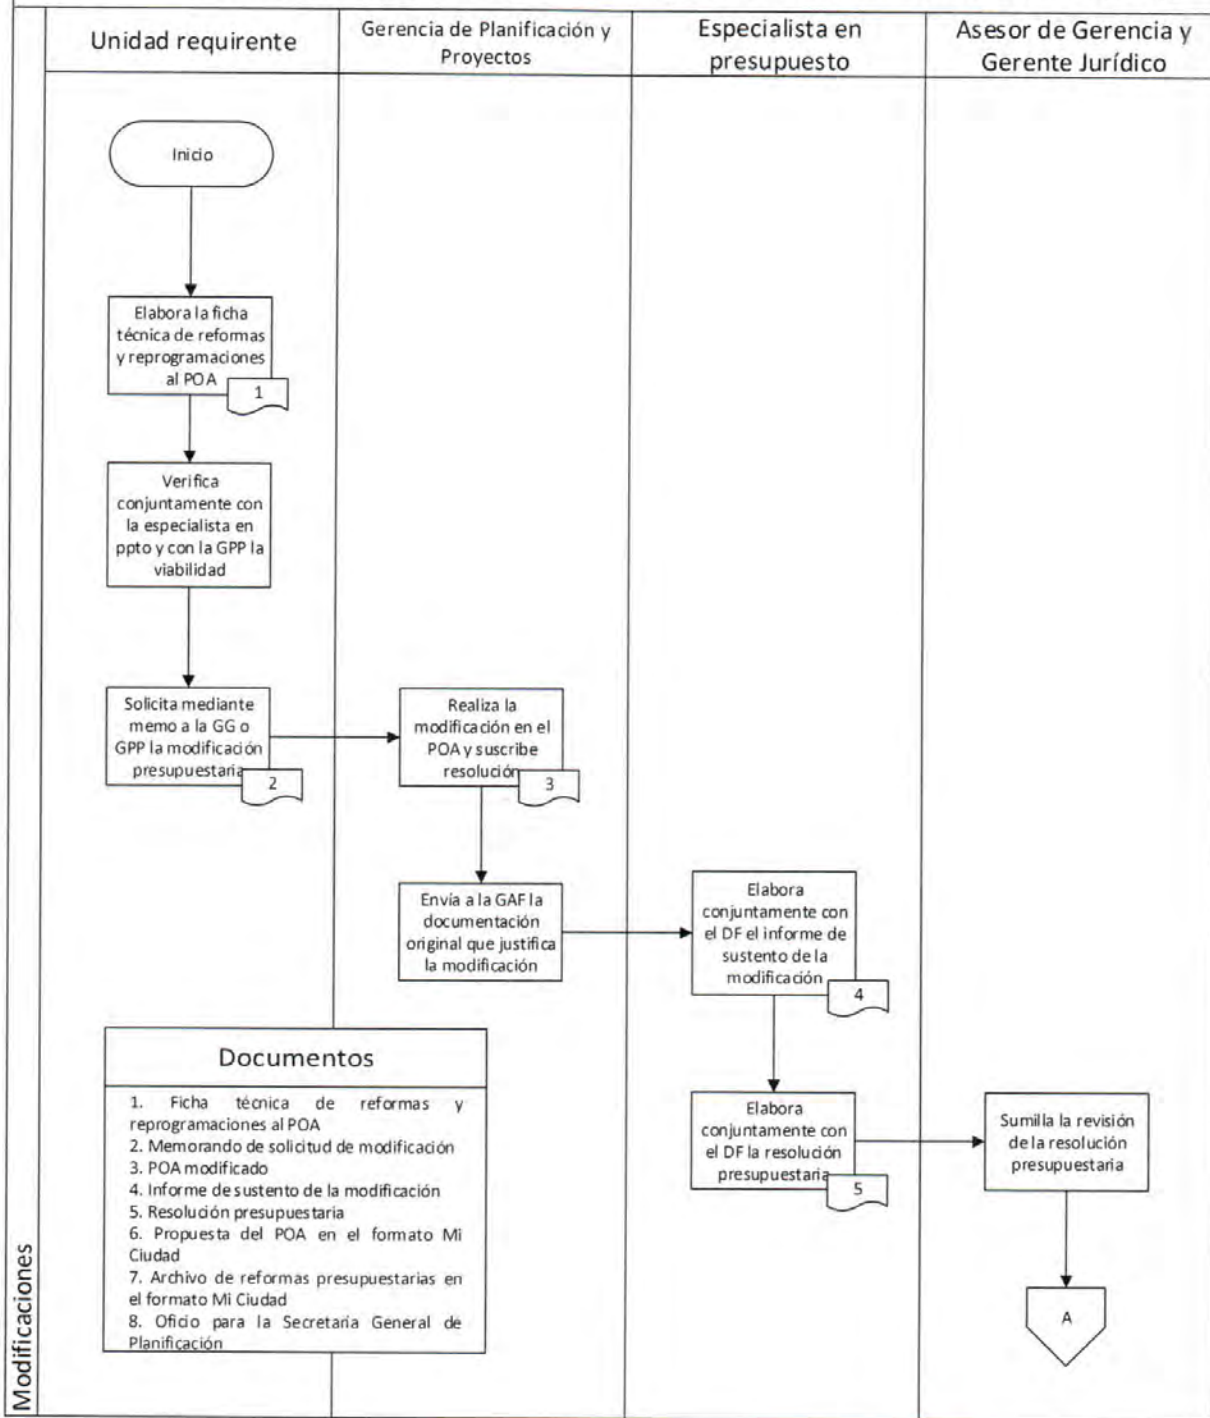 Unidad requirente
Gerencia de Planificación y
Proyectos
Especialista en
presupuesto
Asesor de Gerencia y
Gerente Jurídico
Inicio
Elabora la ficha
técnica de reformas
y reprogramaciones
al POA
1
Verifica
conjuntamente con
la especialista en
ppto y con la GPP la
viabilidad
Solicita mediante
memo a la GG o
GPP la modificación
presupuestaria
2
Realiza la
modificación en el
POA y suscribe
resolución
3
Envía a la GAF la
documentación
original que justifica
la modificación
Elabora
conjuntamente con
el DF el informe de
sustento de la
modificación
4
Elabora
conjuntamente con
el DF la resolución
presupuestaria
5
Sumilla la revisión
de la resolución
presupuestaria
A
Documentos
1. Ficha técnica de reformas y
reprogramaciones al POA
2. Memorando de solicitud de modificación
3. POA modificado
4. Informe de sustento de la modificación
5. Resolución presupuestaria
6. Propuesta del POA en el formato Mi
Ciudad
7. Archivo de reformas presupuestarias en
el formato Mi Ciudad
8. Oficio para la Secretaría General de
Planificación
Modificaciones